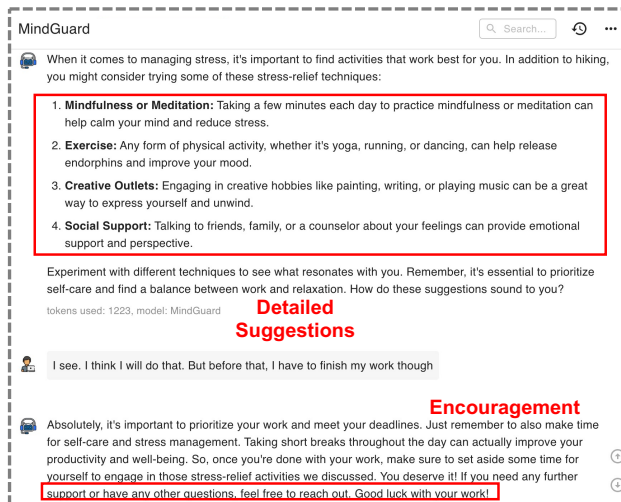 MindGuard
Search...
When it comes to managing stress, it's important to find activities that work best for you. In addition to hiking,
you might consider trying some of these stress-relief techniques:
1. Mindfulness or Meditation: Taking a few minutes each day to practice mindfulness or meditation can
help calm your mind and reduce stress.
2. Exercise: Any form of physical activity, whether it's yoga, running, or dancing, can help release
endorphins and improve your mood.
3. Creative Outlets: Engaging in creative hobbies like painting, writing, or playing music can be a great
way to express yourself and unwind.
4. Social Support: Talking to friends, family, or a counselor about your feelings can provide emotional
support and perspective.
Experiment with different techniques to see what resonates with you. Remember, it's essential to prioritize
self-care and find a balance between work and relaxation. How do these suggestions sound to you?
tokens used: 1223, model: MindGuard
Detailed
Suggestions
I see. I think I will do that. But before that, I have to finish my work though
Encouragement
Absolutely, it's important to prioritize your work and meet your deadlines. Just remember to also make time
for self-care and stress management. Taking short breaks throughout the day can actually improve your
productivity and well-being. So, once you're done with your work, make sure to set aside some time for
yourself to engage in those stress-relief activities we discussed. You deserve it! If you need any further
support or have any other questions, feel free to reach out. Good luck with your work!